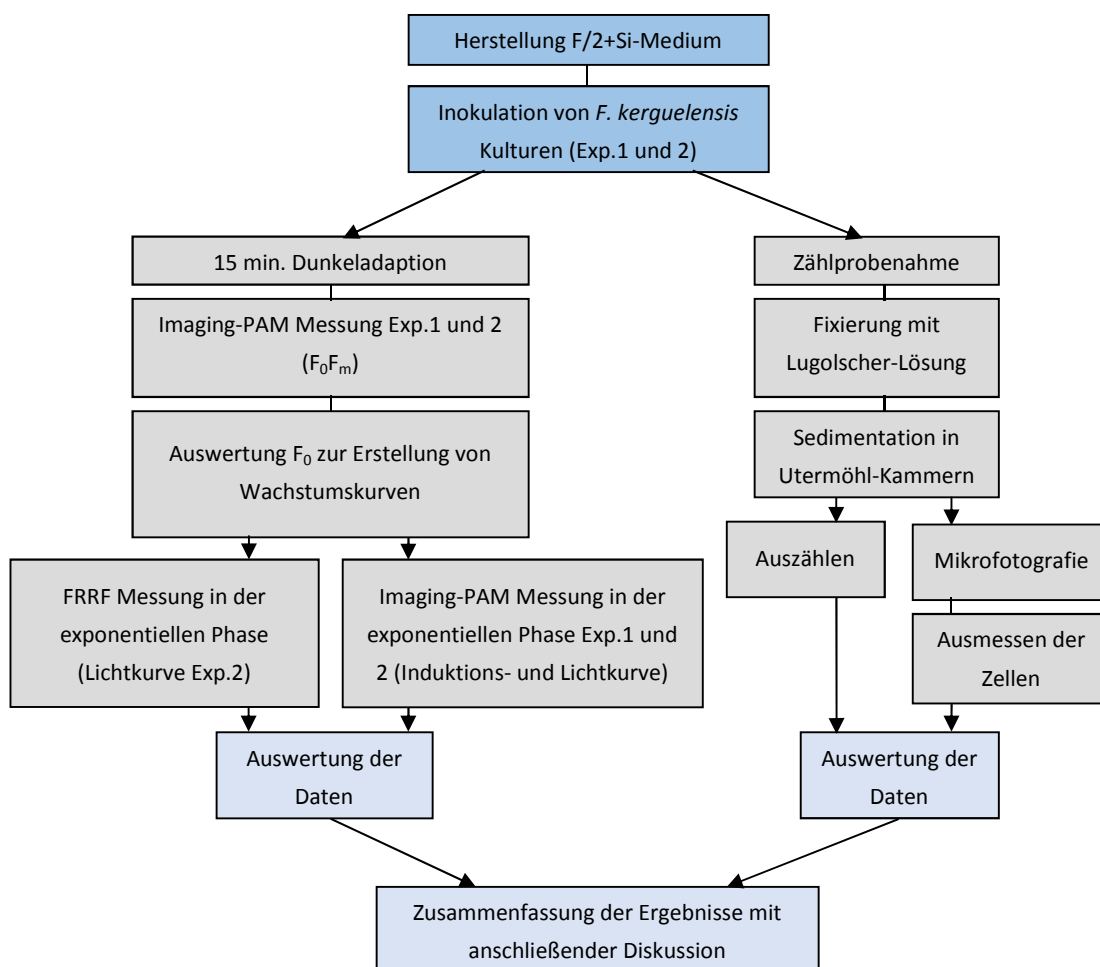 Herstellung F/2+Si-Medium
Inokulation von F. kerguelensis
Kulturen (Exp.1 und 2)
15 min. Dunkeladaption
Imaging-PAM Messung Exp.1 und 2
(F₀Fₘ)
Auswertung F₀ zur Erstellung von
Wachstumskurven
FRRF Messung in der
exponentiellen Phase
(Lichtkurve Exp.2)
Imaging-PAM Messung in der
exponentiellen Phase Exp.1 und
2 (Induktions- und Lichtkurve)
Auswertung der
Daten
Zählprobenahme
Fixierung mit
Lugolscher-Lösung
Sedimentation in
Utermöhl-Kammern
Auszählen
Mikrofotografie
Ausmessen der
Zellen
Auswertung der
Daten
Zusammenfassung der Ergebnisse mit
anschließender Diskussion